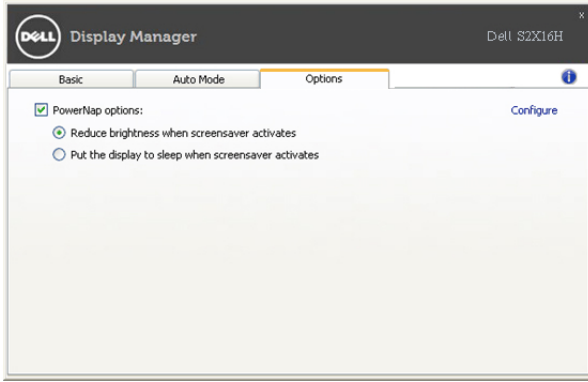 x
DELL Display Manager Dell S2X16H
Basic Auto Mode Options i
PowerNap options: Configure
Reduce brightness when screensaver activates
Put the display to sleep when screensaver activates